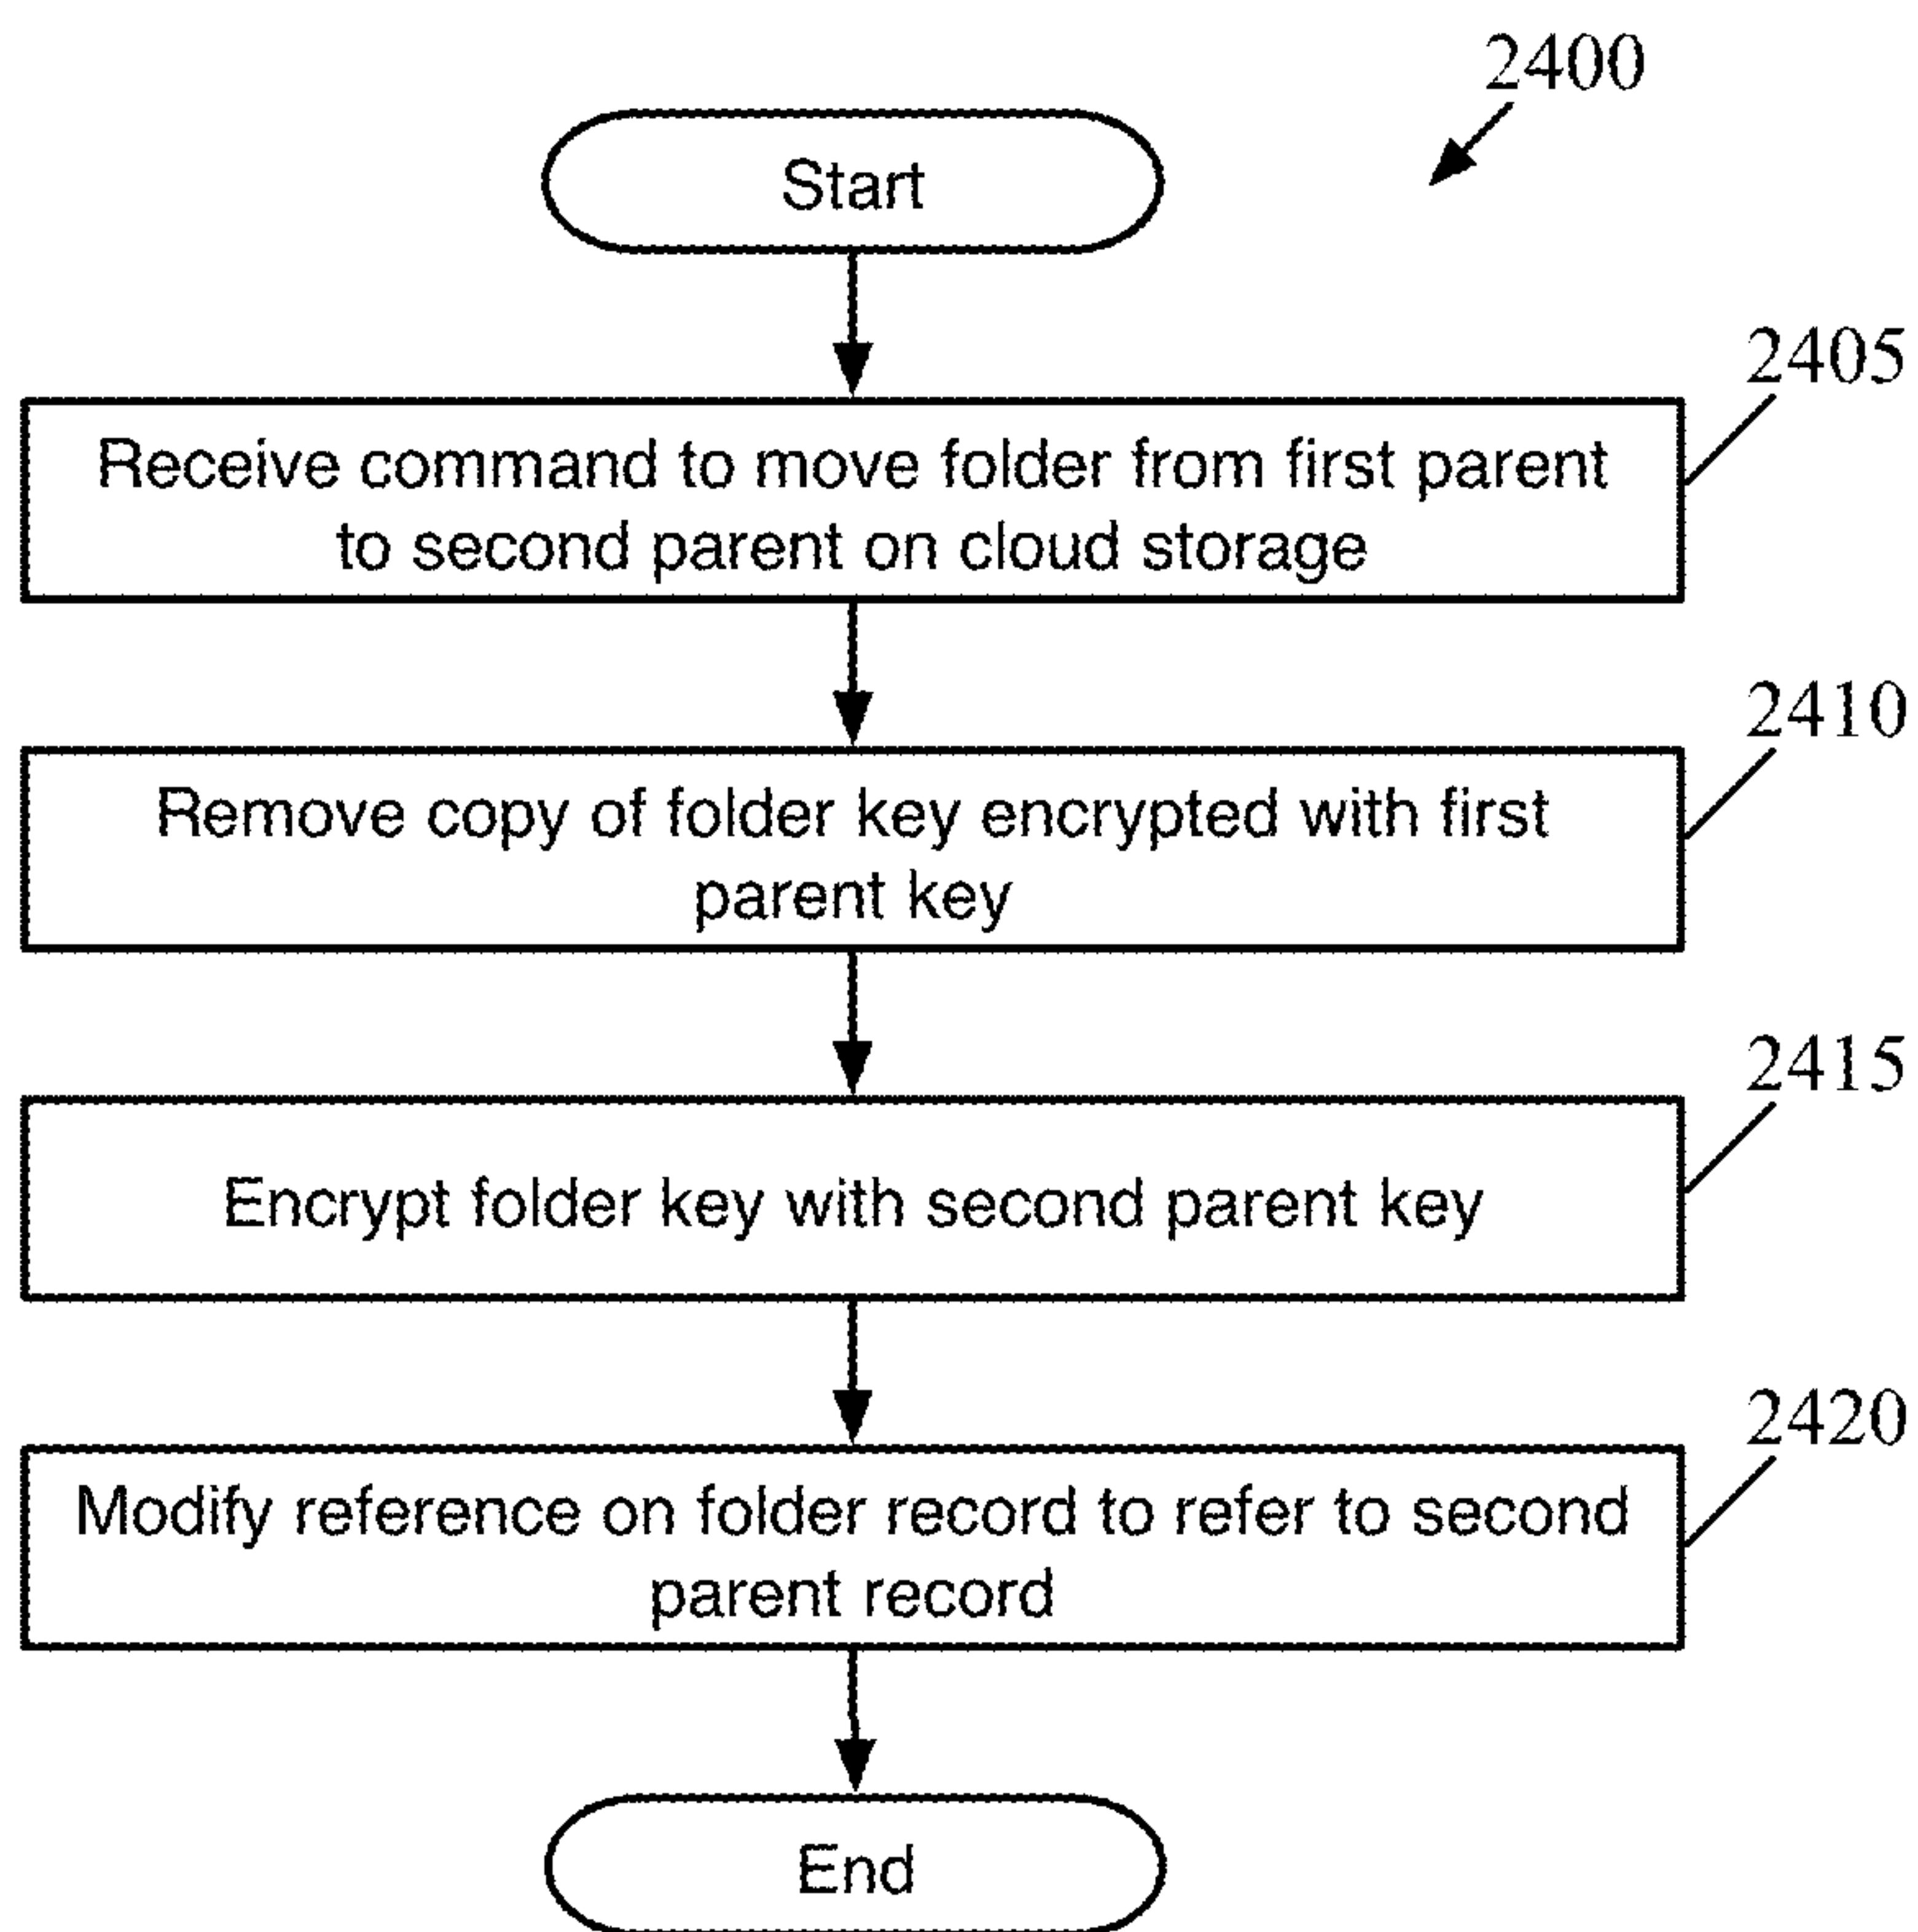 2400
Start
2405
Receive command to move folder from first parent
to second parent on cloud storage
2410
Remove copy of folder key encrypted with first
parent key
2415
Encrypt folder key with second parent key
2420
Modify reference on folder record to refer to second
parent record
End